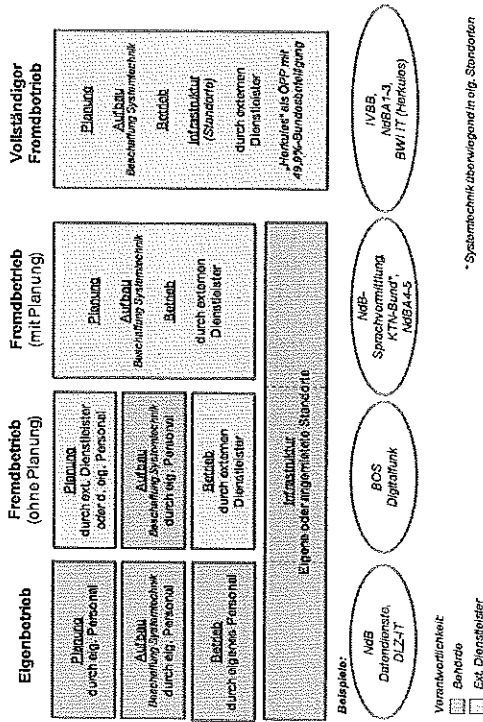 Eigenbetrieb
Planung
durch eig. Personal
Aufbau
Beschaffung Systemtechnik
durch eig. Personal
Betrieb
durch eigenes Personal
Fremdbetrieb
(ohne Planung)
Planung
durch ext. Dienstleister
oder d. eig. Personal
Aufbau
Beschaffung Systemtechnik
durch eig. Personal
Betrieb
durch externen
Dienstleister
Fremdbetrieb
(mit Planung)
Planung
Aufbau
Beschaffung Systemtechnik
Betrieb
durch externen
Dienstleister
Vollständiger
Fremdbetrieb
Planung
Aufbau
Beschaffung Systemtechnik
Betrieb
Infrastruktur
(Standorte)
durch externen
Dienstleister
„Herkules" als ÖPP mit
49,9%-Bundesbeteiligung
Infrastruktur
Eigene oder angemietete Standorte
Beispiele:
NdB
Datendienste,
DLZ-IT
BOS
Digitalfunk
NdB-
Sprachvermittlung,
KTN-Bund*,
NdBA4-5
IVBB,
NdBA1-3,
BWI IT (Herkules)
Verantwortlichkeit:
Behörde
Ext. Dienstleister
* Systemtechnik überwiegend in eig. Standorten